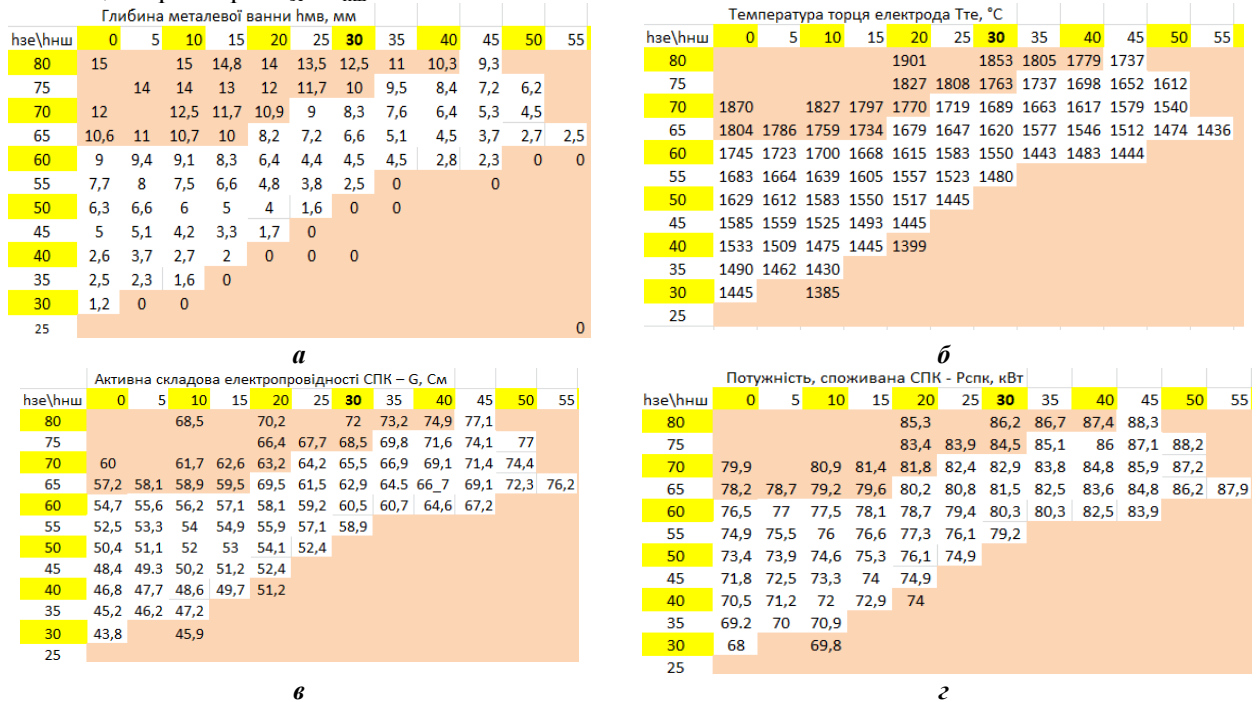 Глибина металевої ванни hмв, мм
hзе\hнш 0 5 10 15 20 25 30 35 40 45 50 55
80 15 15 14,8 14 13,5 12,5 11 10,3 9,3
75 14 14 13 12 11,7 10 9,5 8,4 7,2 6,2
70 12 12,5 11,7 10,9 9 8,3 7,6 6,4 5,3 4,5
65 10,6 11 10,7 10 8,2 7,2 6,6 5,1 4,5 3,7 2,7 2,5
60 9 9,4 9,1 8,3 6,4 4,4 4,5 4,5 2,8 2,3 0 0
55 7,7 8 7,5 6,6 4,8 3,8 2,5 0 0
50 6,3 6,6 6 5 4 1,6 0 0
45 5 5,1 4,2 3,3 1,7 0
40 2,6 3,7 2,7 2 0 0 0
35 2,5 2,3 1,6 0
30 1,2 0 0
25 0
а
Температура торця електрода Тте, °С
hзе\hнш 0 5 10 15 20 25 30 35 40 45 50 55
80 1901 1853 1805 1779 1737
75 1827 1808 1763 1737 1698 1652 1612
70 1870 1827 1797 1770 1719 1689 1663 1617 1579 1540
65 1804 1786 1759 1734 1679 1647 1620 1577 1546 1512 1474 1436
60 1745 1723 1700 1668 1615 1583 1550 1443 1483 1444
55 1683 1664 1639 1605 1557 1523 1480
50 1629 1612 1583 1550 1517 1445
45 1585 1559 1525 1493 1445
40 1533 1509 1475 1445 1399
35 1490 1462 1430
30 1445 1385
25
б
Активна складова електропровідності СПК – G, См
hзе\hнш 0 5 10 15 20 25 30 35 40 45 50 55
80 68,5 70,2 72 73,2 74,9 77,1
75 66,4 67,7 68,5 69,8 71,6 74,1 77
70 60 61,7 62,6 63,2 64,2 65,5 66,9 69,1 71,4 74,4
65 57,2 58,1 58,9 59,5 69,5 61,5 62,9 64,5 66_7 69,1 72,3 76,2
60 54,7 55,6 56,2 57,1 58,1 59,2 60,5 60,7 64,6 67,2
55 52,5 53,3 54 54,9 55,9 57,1 58,9
50 50,4 51,1 52 53 54,1 52,4
45 48,4 49.3 50,2 51,2 52,4
40 46,8 47,7 48,6 49,7 51,2
35 45,2 46,2 47,2
30 43,8 45,9
25
в
Потужність, споживана СПК - Рспк, кВт
hзе\hнш 0 5 10 15 20 25 30 35 40 45 50 55
80 85,3 86,2 86,7 87,4 88,3
75 83,4 83,9 84,5 85,1 86 87,1 88,2
70 79,9 80,9 81,4 81,8 82,4 82,9 83,8 84,8 85,9 87,2
65 78,2 78,7 79,2 79,6 80,2 80,8 81,5 82,5 83,6 84,8 86,2 87,9
60 76,5 77 77,5 78,1 78,7 79,4 80,3 80,3 82,5 83,9
55 74,9 75,5 76 76,6 77,3 76,1 79,2
50 73,4 73,9 74,6 75,3 76,1 74,9
45 71,8 72,5 73,3 74 74,9
40 70,5 71,2 72 72,9 74
35 69.2 70 70,9
30 68 69,8
25
г